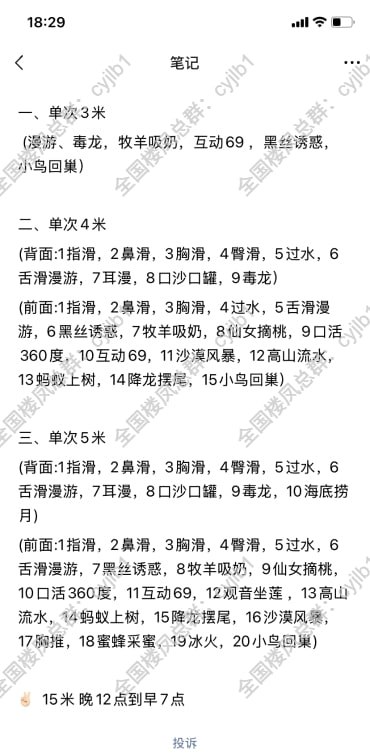 18:29
笔记
一、单次3米
(漫游、毒龙，牧羊吸奶，互动69，黑丝诱惑，
小鸟回巢)
二、单次4米
(背面:1指滑，2鼻滑，3胸滑，4臀滑，5过水，6
舌滑漫游，7耳漫，8口沙口罐，9毒龙)
(前面:1指滑，2鼻滑，3胸滑，4过水，5舌滑漫
游，6黑丝诱惑，7牧羊吸奶，8仙女摘桃，9口活
360度，10互动69，11沙漠风暴，12高山流水，
13蚂蚁上树，14降龙摆尾，15小鸟回巢)
三、单次5米
(背面:1指滑，2鼻滑，3胸滑，4臀滑，5过水，6
舌滑漫游，7耳漫，8口沙口罐，9毒龙，10海底捞
月)
(前面:1指滑，2鼻滑，3胸滑，4臀滑，5过水，6
舌滑漫游，7黑丝诱惑，8牧羊吸奶，9仙女摘桃，
10口活360度，11互动69，12观音坐莲，13高山
流水，14蚂蚁上树，15降龙摆尾，16沙漠风暴，
17胸推，18蜜蜂采蜜，19冰火，20小鸟回巢)
✌🏻 15米 晚12点到早7点
投诉
全国楼凤总群：cyjlb1